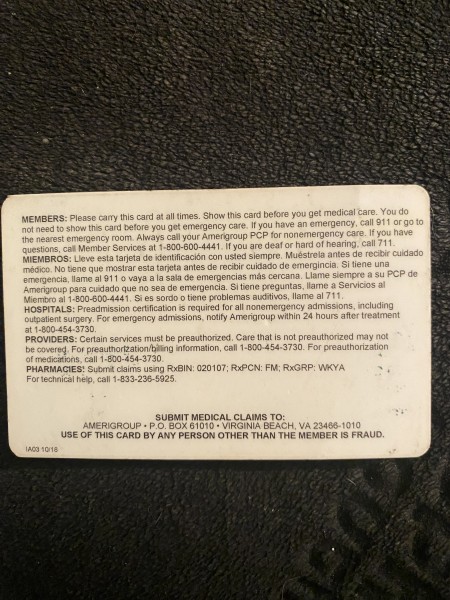 MEMBERS: Please carry this card at all times. Show this card before you get medical care. You do
not need to show this card before you get emergency care. If you have an emergency, call 911 or go to
the nearest emergency room. Always call your Amerigroup PCP for nonemergency care. If you have
questions, call Member Services at 1-800-600-4441. If you are deaf or hard of hearing, call 711.
MIEMBROS: Lleve esta tarjeta de identificación con usted siempre. Muéstrela antes de recibir cuidado
médico. No tiene que mostrar esta tarjeta antes de recibir cuidado de emergincia. Si tiene una
emergencia, llame al 911 o vaya a la sala de emergencias más cercana. Llame siempre a su PCP de
Amerigroup para cuidado que no sea de emergencia. Si tiene preguntas, llame a Servicios al
Miembro al 1-800-600-4441. Si es sordo o tiene problemas auditivos, llame al 711.
HOSPITALS: Preadmission certification is required for all nonemergency admissions, including
outpatient surgery. For emergency admissions, notify Amerigroup within 24 hours after treatment
at 1-800-454-3730.
PROVIDERS: Certain services must be preauthorized. Care that is not preauthorized may not
be covered. For preauthorization/billing information, call 1-800-454-3730. For preauthorization
of medications, call 1-800-454-3730.
PHARMACIES: Submit claims using RxBIN: 020107; RxPCN: FM; RxGRP: WKYA
For technical help, call 1-833-236-5925.
SUBMIT MEDICAL CLAIMS TO:
AMERIGROUP • P.O. BOX 61010 • VIRGINIA BEACH, VA 23466-1010
USE OF THIS CARD BY ANY PERSON OTHER THAN THE MEMBER IS FRAUD.
IA03 10/18